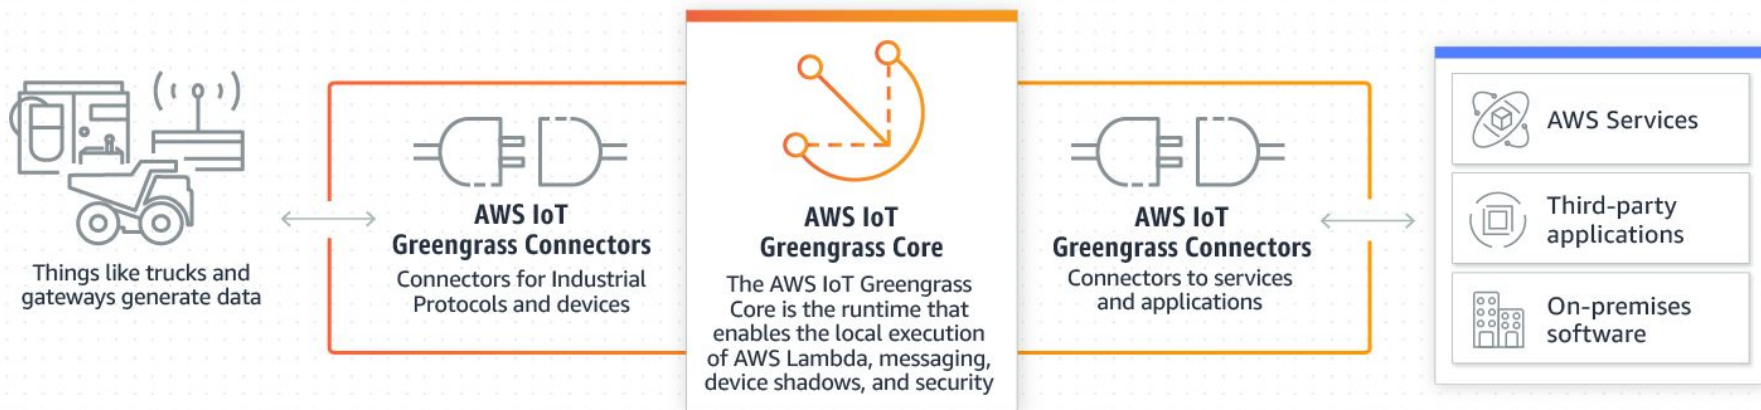 Things like trucks and
gateways generate data
AWS IoT
Greengrass Connectors
Connectors for Industrial
Protocols and devices
AWS IoT
Greengrass Core
The AWS IoT Greengrass
Core is the runtime that
enables the local execution
of AWS Lambda, messaging,
device shadows, and security
AWS IoT
Greengrass Connectors
Connectors to services
and applications
AWS Services
Third-party
applications
On-premises
software